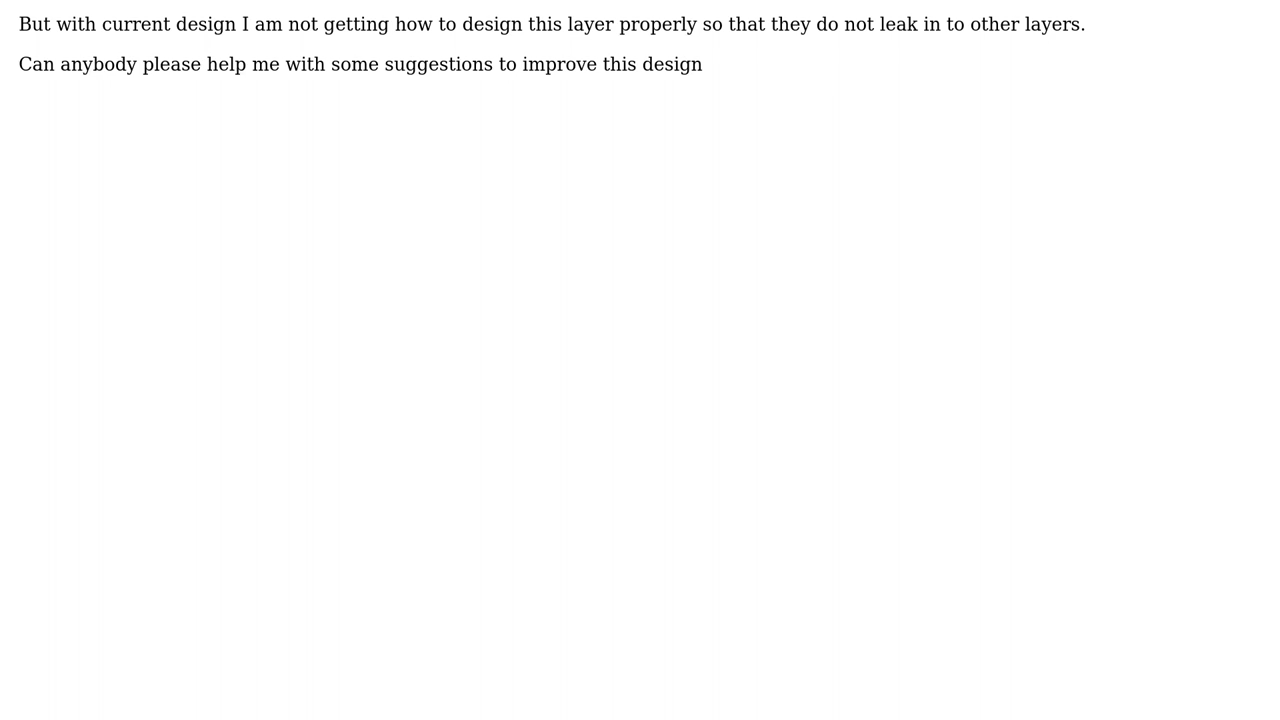 But with current design I am not getting how to design this layer properly so that they do not leak in to other layers.
Can anybody please help me with some suggestions to improve this design